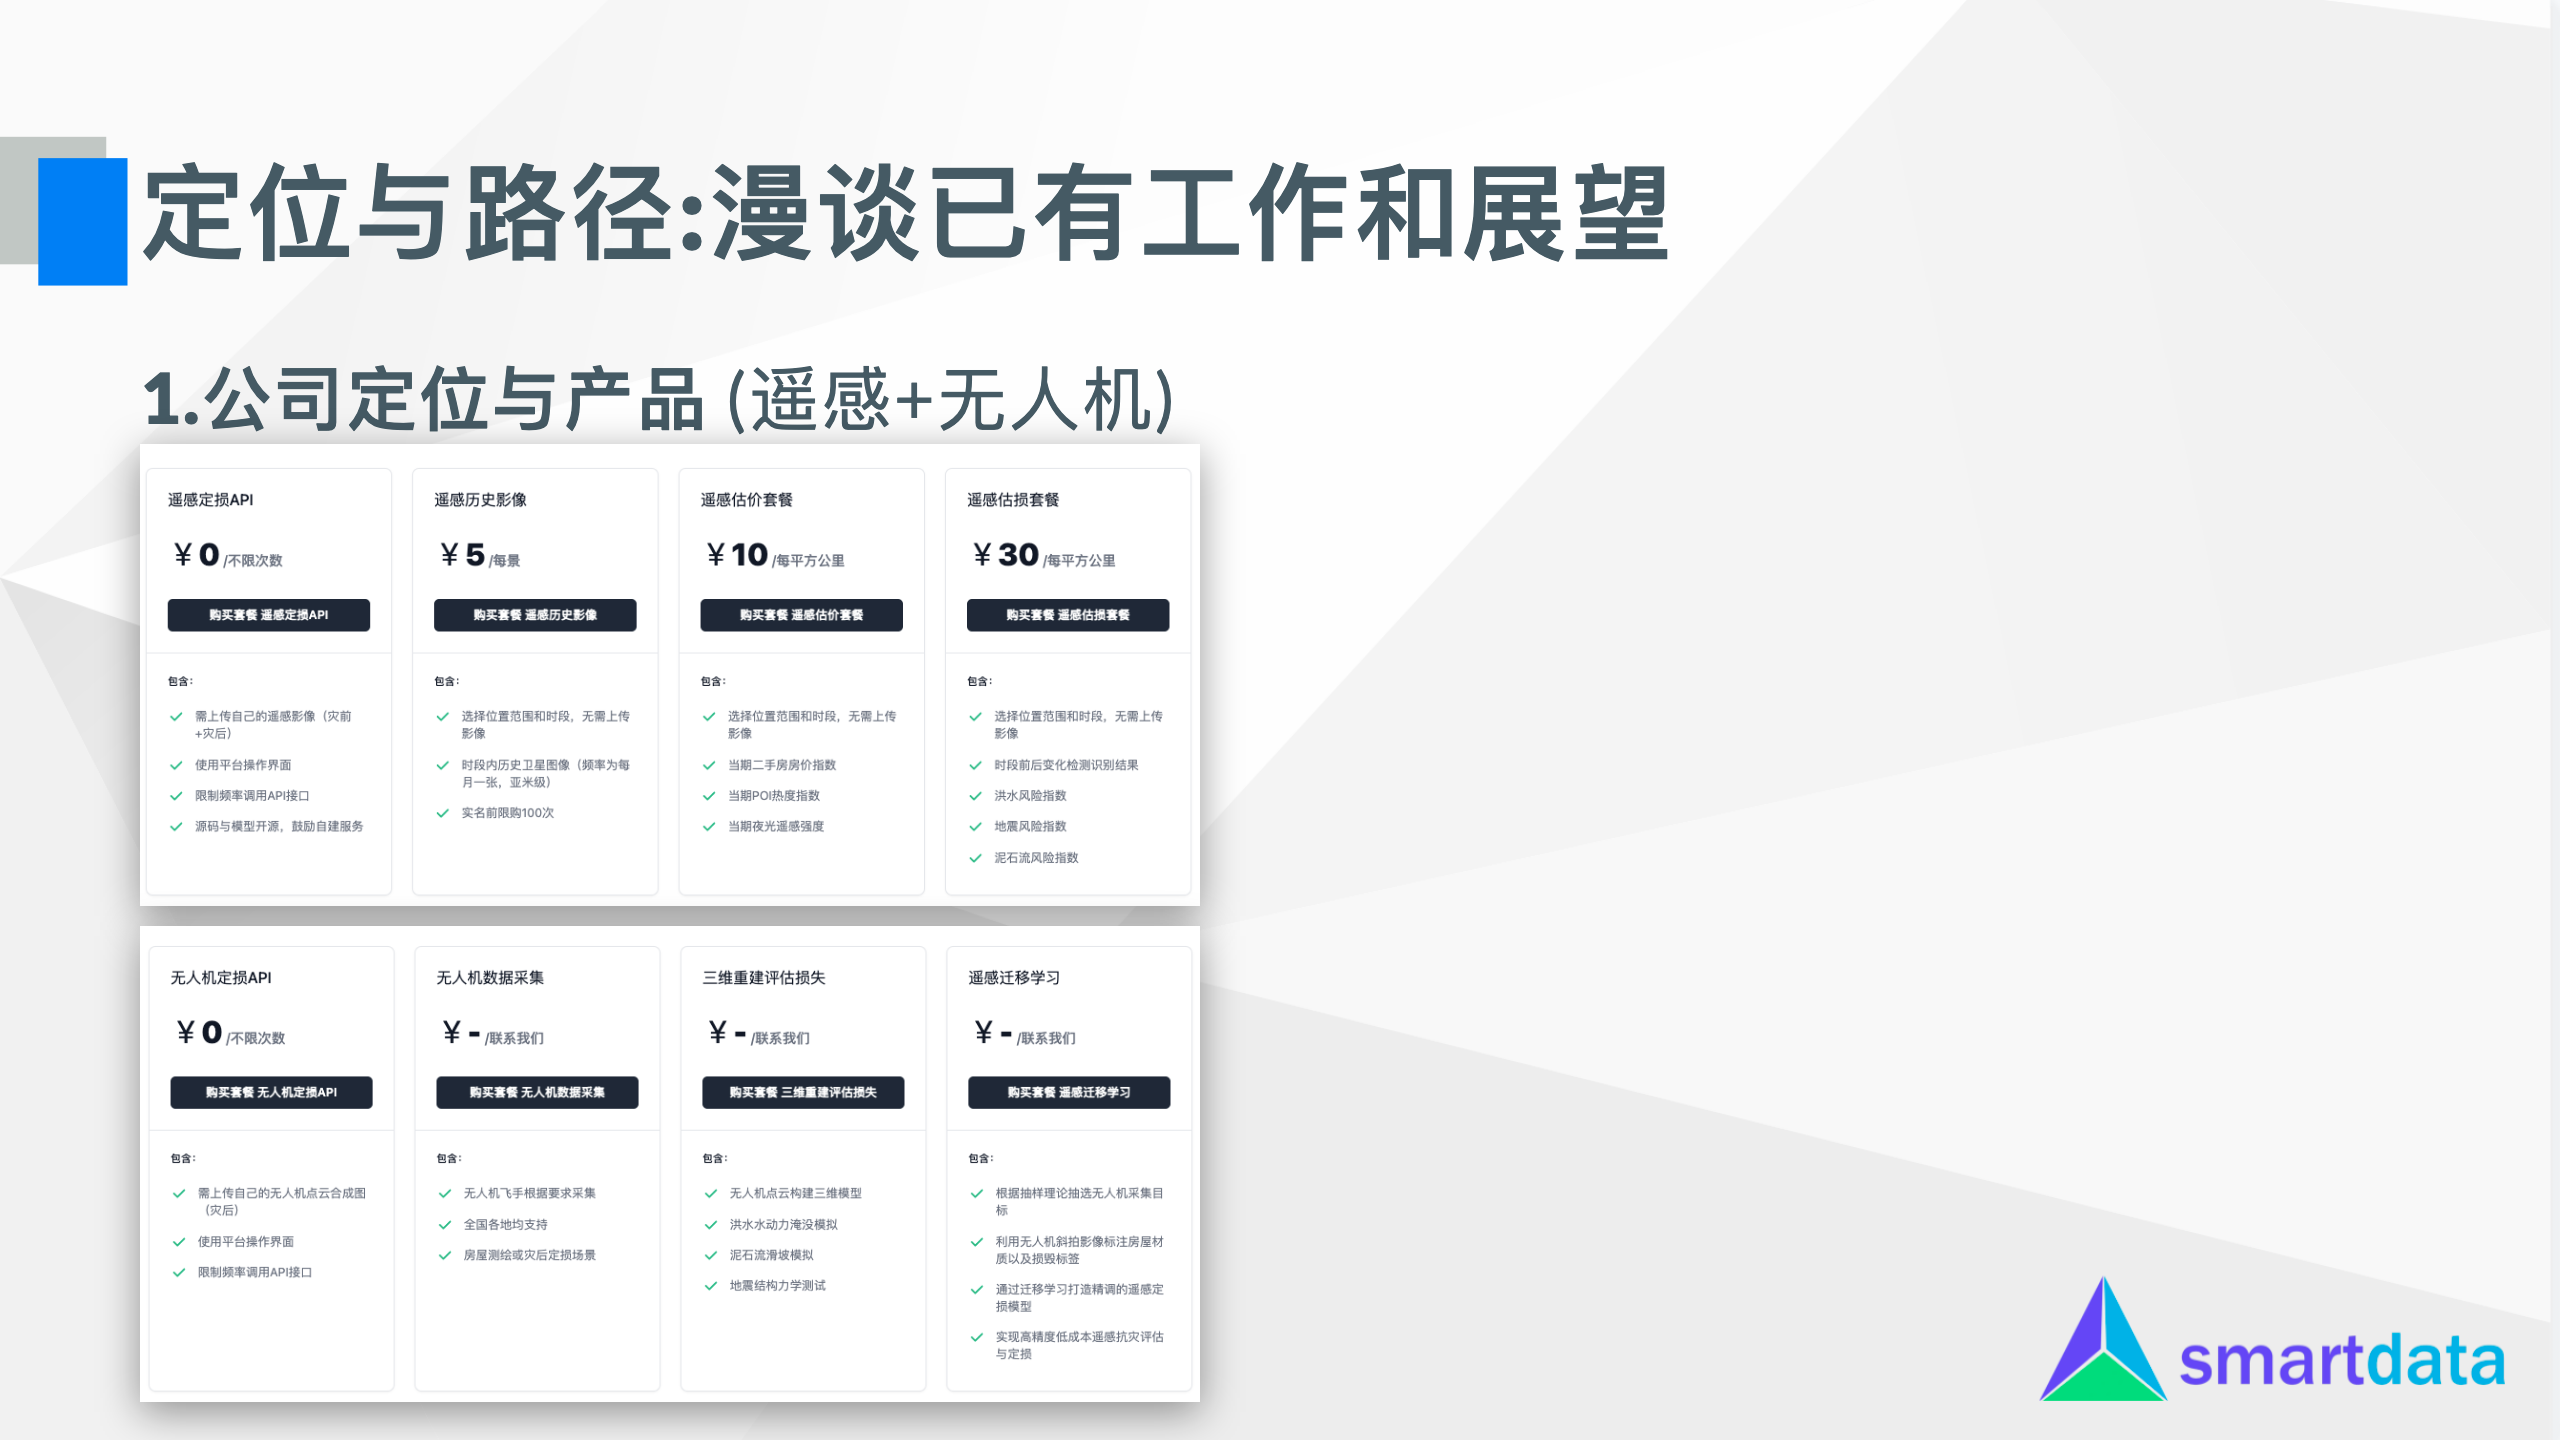 定位与路径:漫谈已有工作和展望
1.公司定位与产品 (遥感+无人机)
遥感定损API
¥ 0 /不限次数
购买套餐 遥感定损API
包含：
需上传自己的遥感影像（灾前
+灾后）
使用平台操作界面
限制频率调用API接口
源码与模型开源，鼓励自建服务
遥感历史影像
¥ 5 /每景
购买套餐 遥感历史影像
包含：
选择位置范围和时段，无需上传
影像
时段内历史卫星图像（频率为每
月一张，亚米级）
实名前限购100次
遥感估价套餐
¥ 10 /每平方公里
购买套餐 遥感估价套餐
包含：
选择位置范围和时段，无需上传
影像
当期二手房房价指数
当期POI热度指数
当期夜光遥感强度
遥感估损套餐
¥ 30 /每平方公里
购买套餐 遥感估损套餐
包含：
选择位置范围和时段，无需上传
影像
时段前后变化检测识别结果
洪水风险指数
地震风险指数
泥石流风险指数
无人机定损API
¥ 0 /不限次数
购买套餐 无人机定损API
包含：
需上传自己的无人机点云合成图
（灾后）
使用平台操作界面
限制频率调用API接口
无人机数据采集
¥ - /联系我们
购买套餐 无人机数据采集
包含：
无人机飞手根据要求采集
全国各地均支持
房屋测绘或灾后定损场景
三维重建评估损失
¥ - /联系我们
购买套餐 三维重建评估损失
包含：
无人机点云构建三维模型
洪水水动力淹没模拟
泥石流滑坡模拟
地震结构力学测试
遥感迁移学习
¥ - /联系我们
购买套餐 遥感迁移学习
包含：
根据抽样理论抽选无人机采集目
标
利用无人机斜拍影像标注房屋材
质以及损毁标签
通过迁移学习打造精调的遥感定
损模型
实现高精度低成本遥感抗灾评估
与定损
smartdata